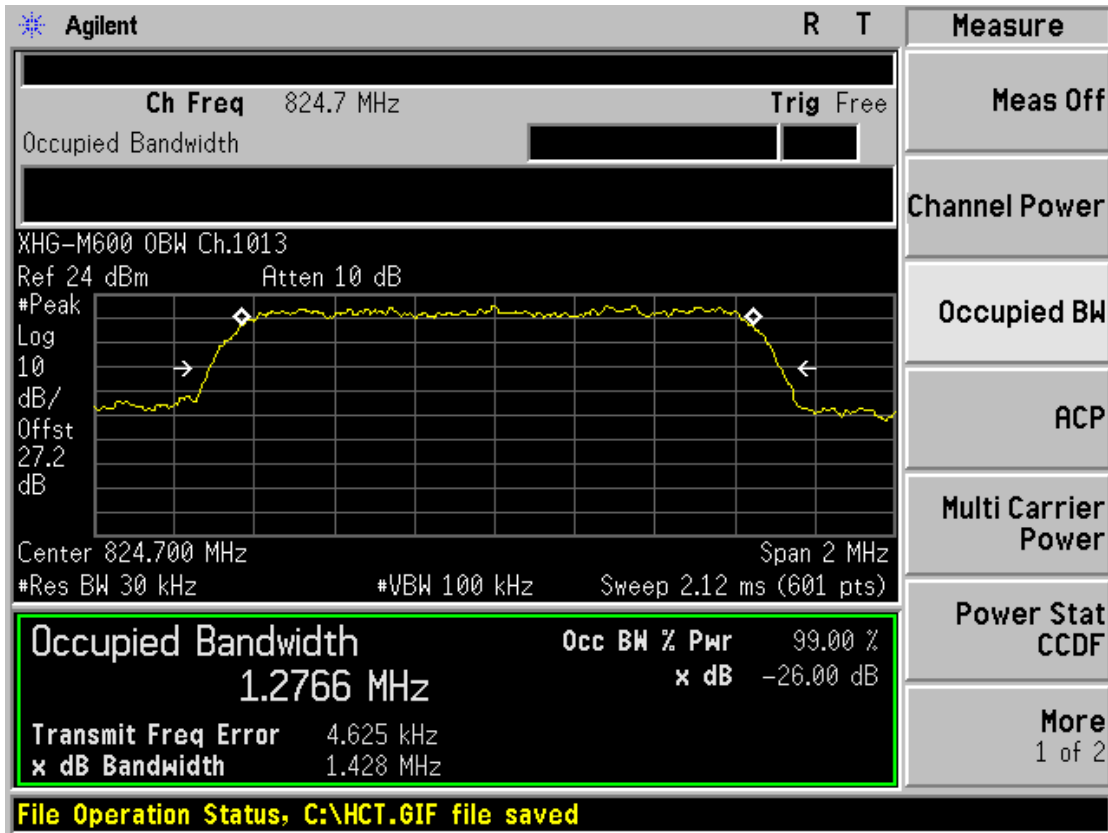 Agilent R T Measure
Ch Freq 824.7 MHz Trig Free
Occupied Bandwidth
Meas Off
Channel Power
XHG-M600 OBW Ch.1013
Ref 24 dBm Atten 10 dB
#Peak
Log
10
dB/
Offst
27.2
dB
Occupied BW
ACP
Center 824.700 MHz Span 2 MHz
#Res BW 30 kHz #VBW 100 kHz Sweep 2.12 ms (601 pts)
Multi Carrier
Power
Occupied Bandwidth
1.2766 MHz
Occ BW % Pwr 99.00 %
x dB -26.00 dB
Transmit Freq Error 4.625 kHz
x dB Bandwidth 1.428 MHz
Power Stat
CCDF
More
1 of 2
File Operation Status, C:\HCT.GIF file saved